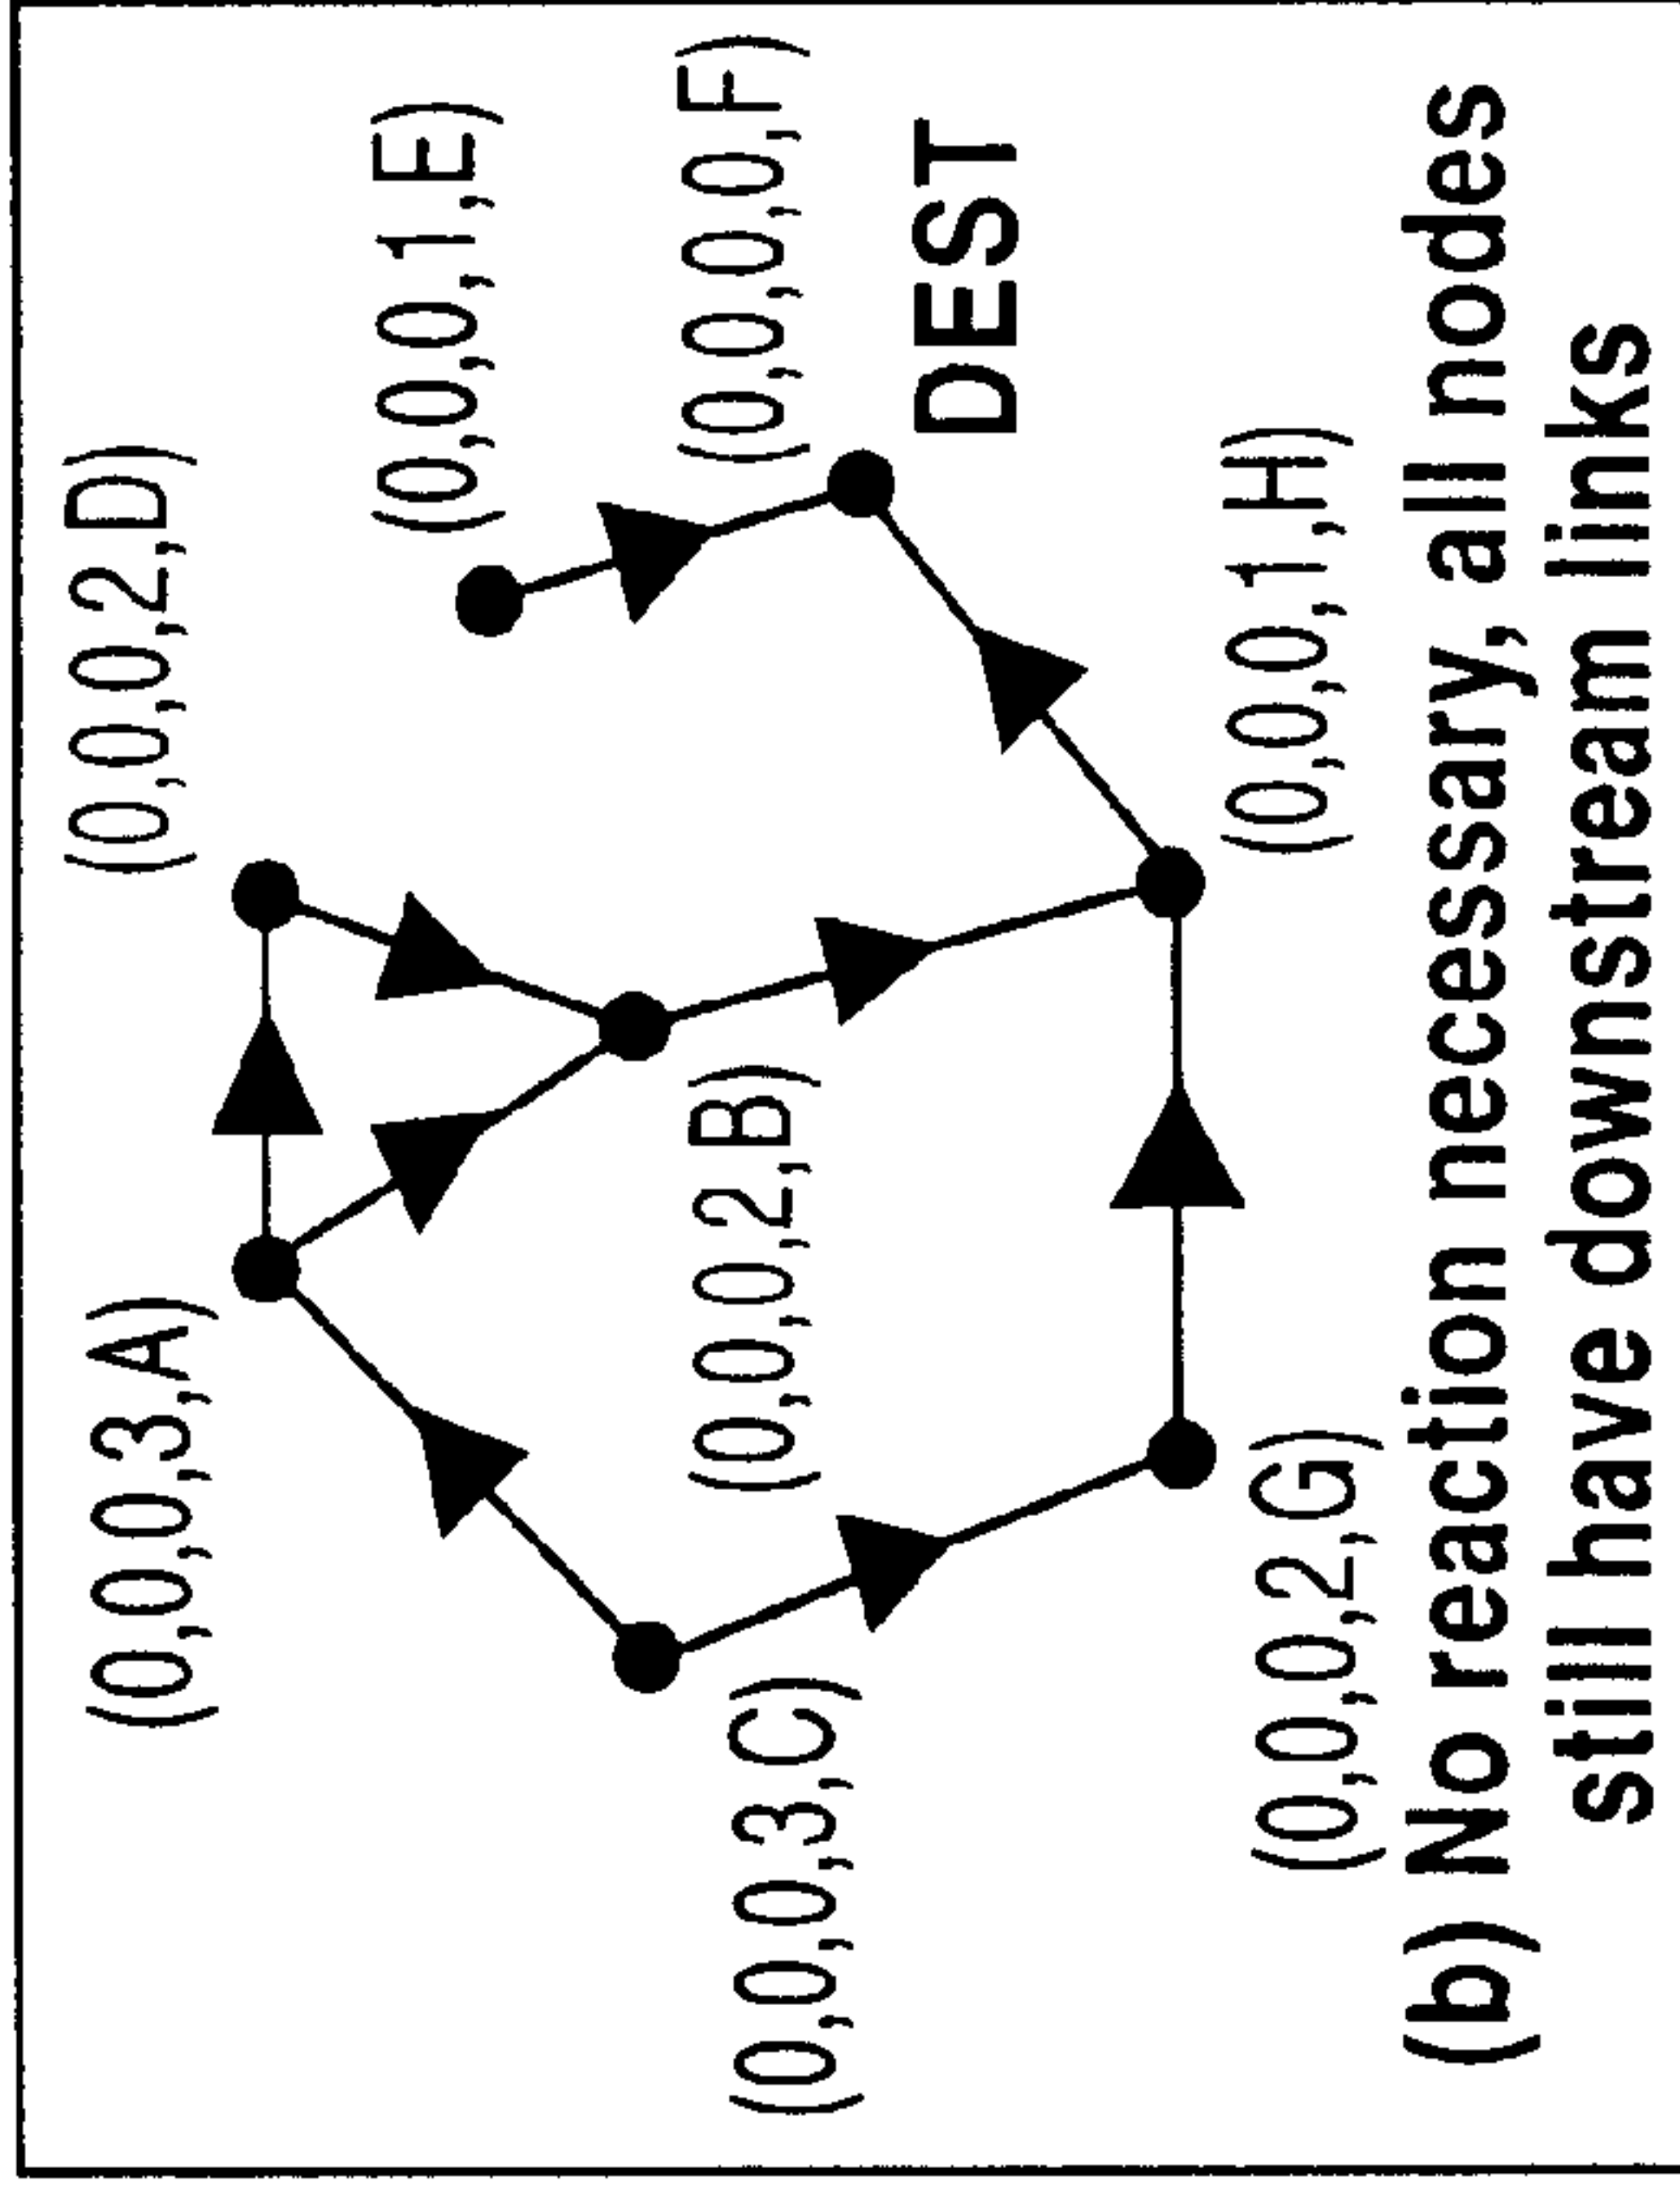 (0,0,0,2,D)
(0,0,0,3,A)
(0,0,0,1,E)
(0,0,0,0,F)
(0,0,0,2,B)
(0,0,0,3,C)
DEST
(0,0,0,1,H)
(0,0,0,2,G)
(b) No reaction necessary, all nodes
still have downstream links